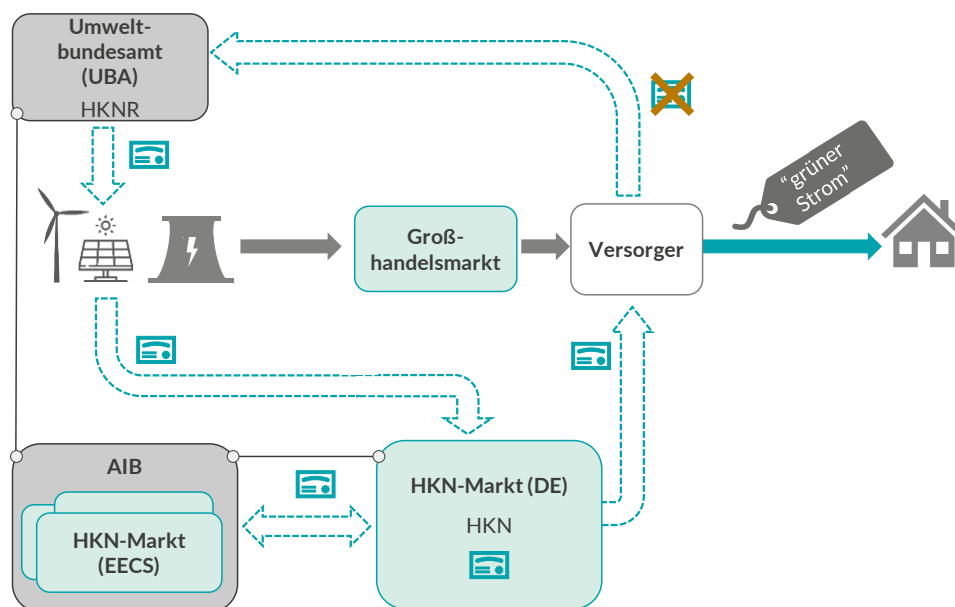 Umwelt-
bundesamt
(UBA)
HKNR
“grüner
Strom”
Groß-
handelsmarkt
Versorger
AIB
HKN-Markt
(EECS)
HKN-Markt (DE)
HKN